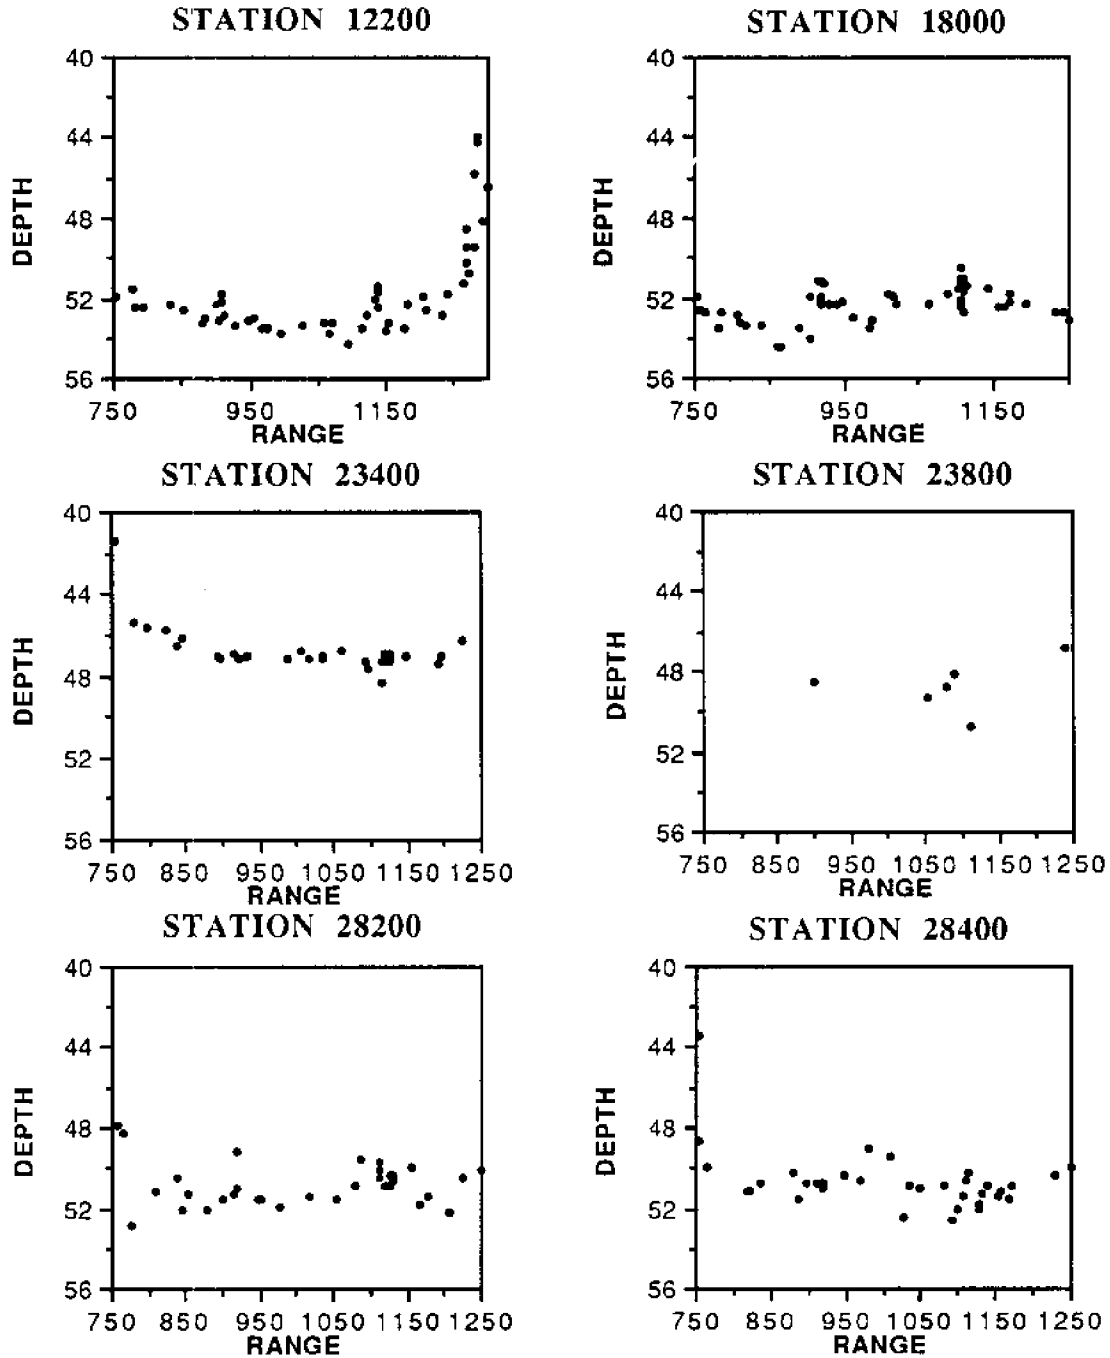 STATION 12200
STATION 18000
40
44
48
52
56
DEPTH
750
950
1150
RANGE
40
44
48
52
56
DEPTH
750
950
1150
RANGE
STATION 23400
STATION 23800
40
44
48
52
56
DEPTH
750 850 950 1050 1150 1250
RANGE
40
44
48
52
56
DEPTH
750 850 950 1050 1150 1250
RANGE
STATION 28200
STATION 28400
40
44
48
52
56
DEPTH
750 850 950 1050 1150 1250
RANGE
40
44
48
52
56
DEPTH
750 850 950 1050 1150 1250
RANGE